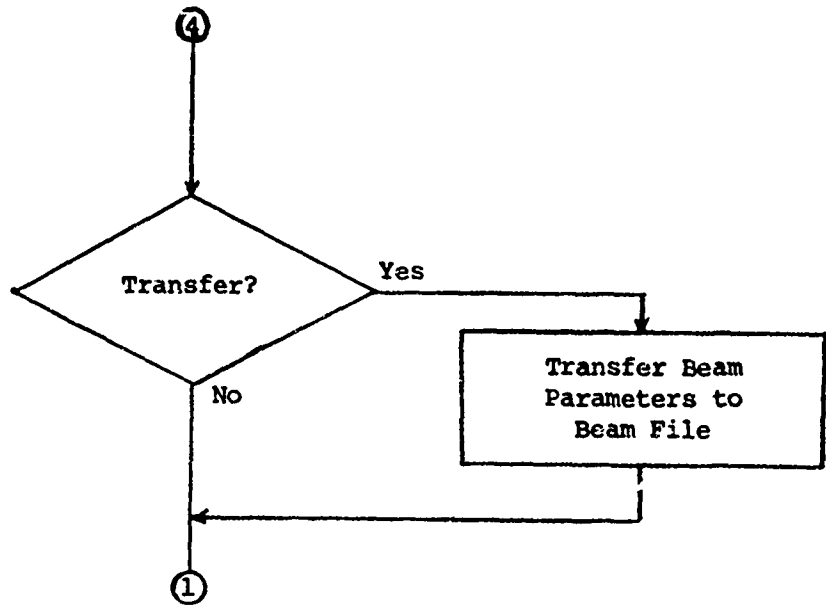 4
Transfer?
Yes
Transfer Beam
Parameters to
Beam File
No
1